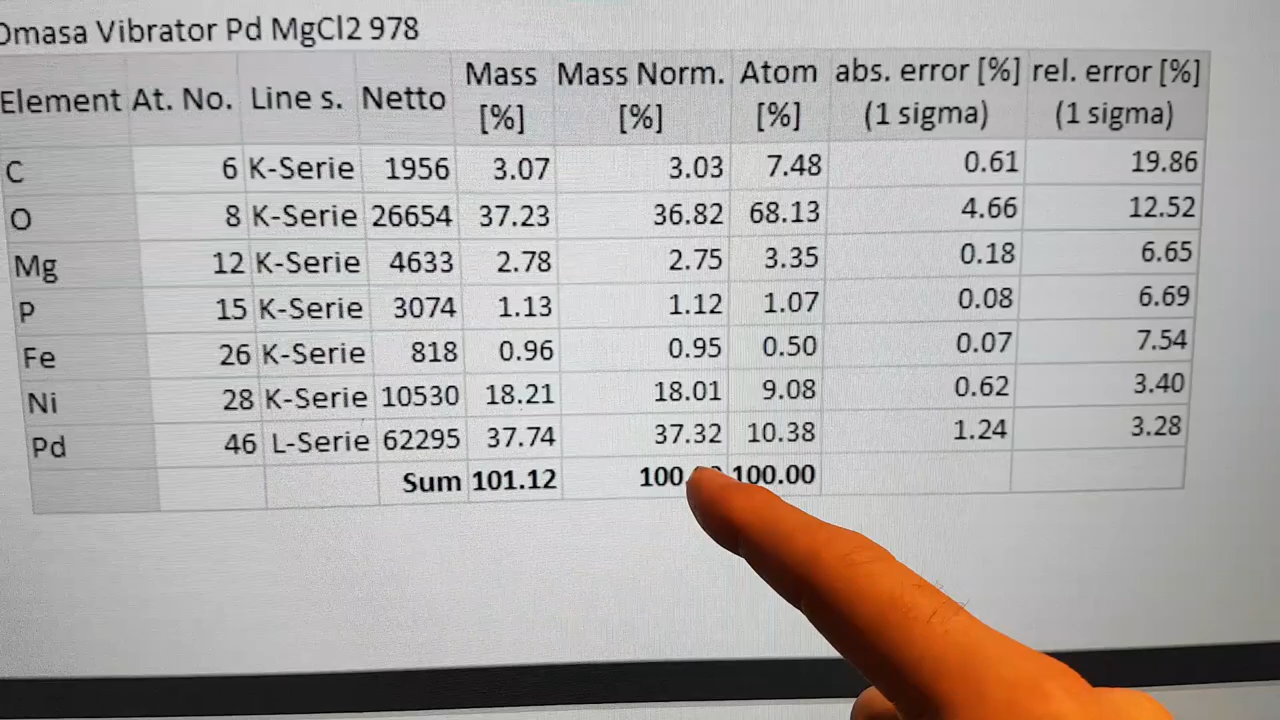 Omasa Vibrator Pd MgCl2 978
Element At. No. Line s. Netto Mass [%] Mass Norm. [%] Atom [%] abs. error [%] (1 sigma) rel. error [%] (1 sigma)
C 6 K-Serie 1956 3.07 3.03 7.48 0.61 19.86
O 8 K-Serie 26654 37.23 36.82 68.13 4.66 12.52
Mg 12 K-Serie 4633 2.78 2.75 3.35 0.18 6.65
P 15 K-Serie 3074 1.13 1.12 1.07 0.08 6.69
Fe 26 K-Serie 818 0.96 0.95 0.50 0.07 7.54
Ni 28 K-Serie 10530 18.21 18.01 9.08 0.62 3.40
Pd 46 L-Serie 62295 37.74 37.32 10.38 1.24 3.28
Sum 101.12 100. 100.00